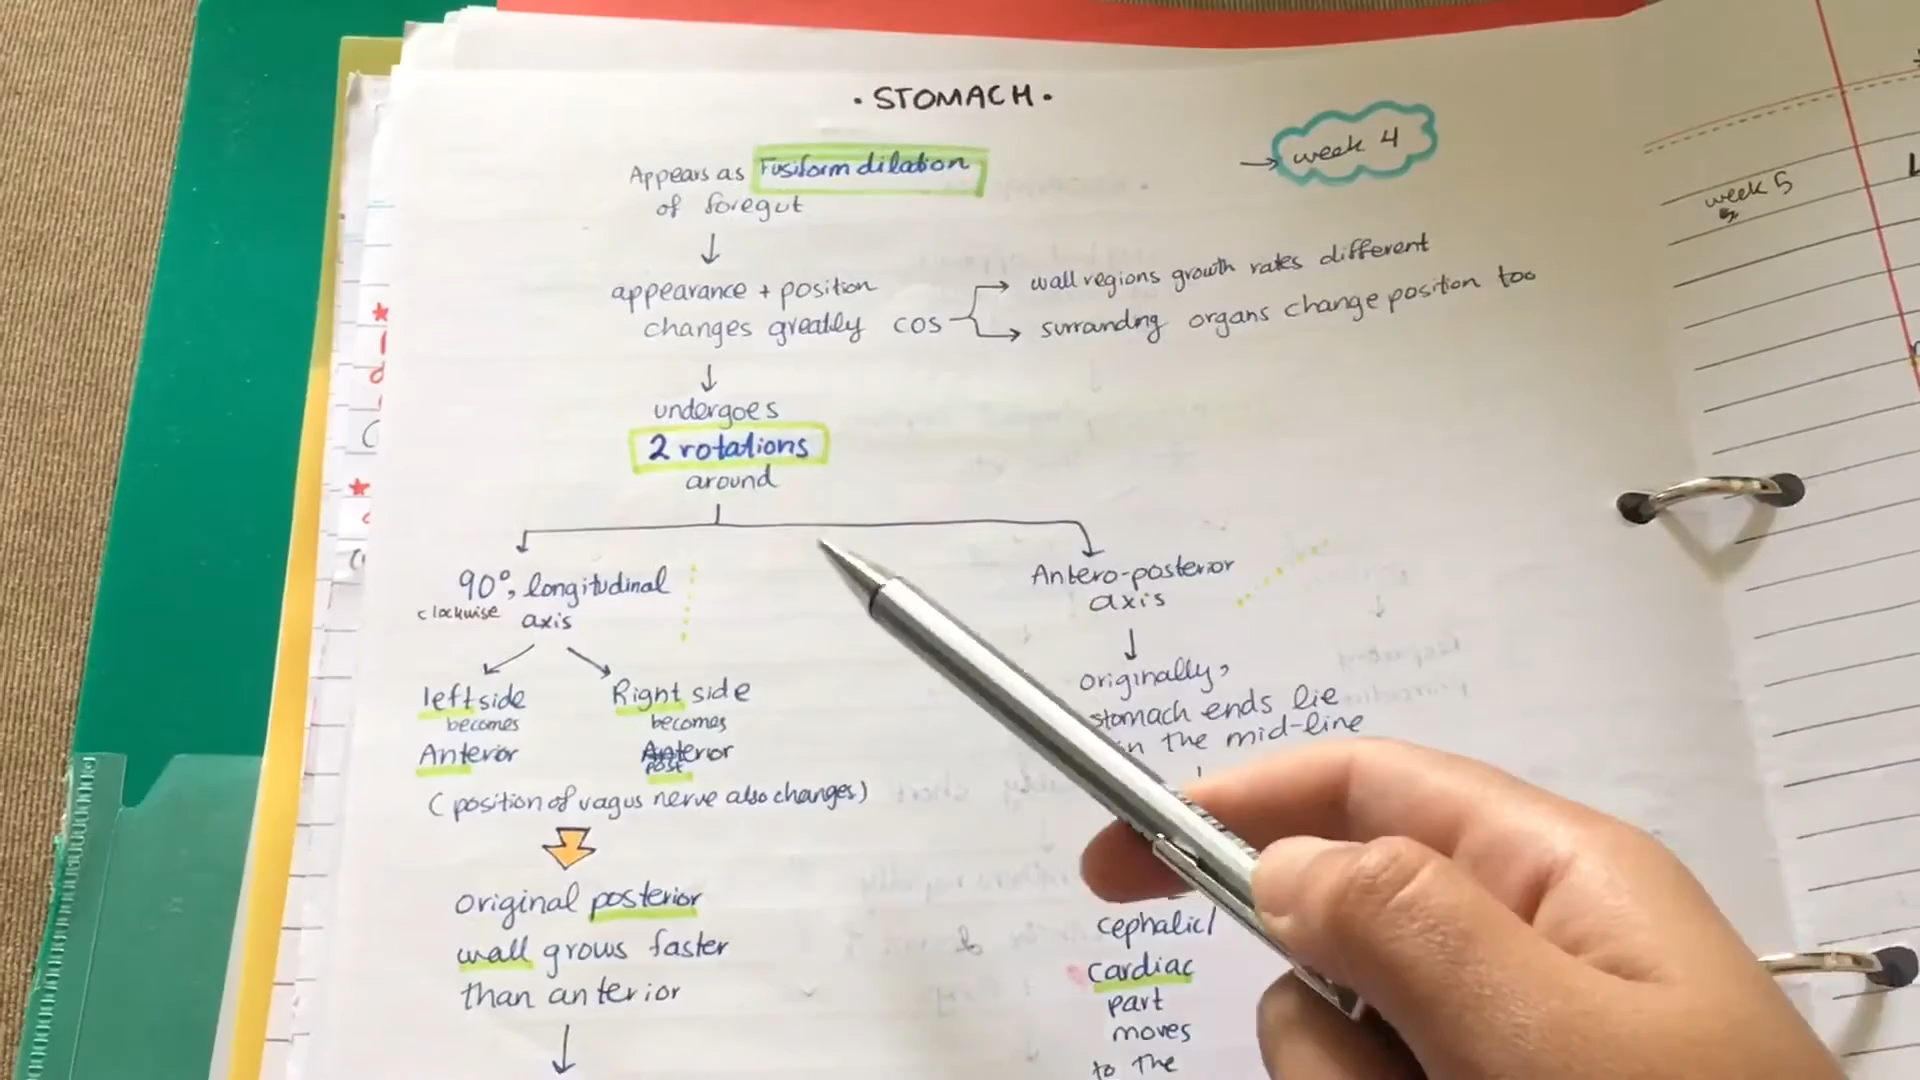 • STOMACH •
→ week 4
Appears as Fusiform dilation
of foregut
↓
appearance + position
changes greatly cos
→ wall regions growth rates different
→ surranding organs change position too
↓
undergoes
2 rotations
around
90°, longitudinal
clockwise axis
left side
becomes
Anterior
Right side
becomes
post
(position of vagus nerve also changes)
original posterior
wall grows faster
than anterior
↓
Antero-posterior
axis
↓
originally,
stomach ends lie
in the mid-line
cephalic/
cardiac
part
moves
to the
week 5